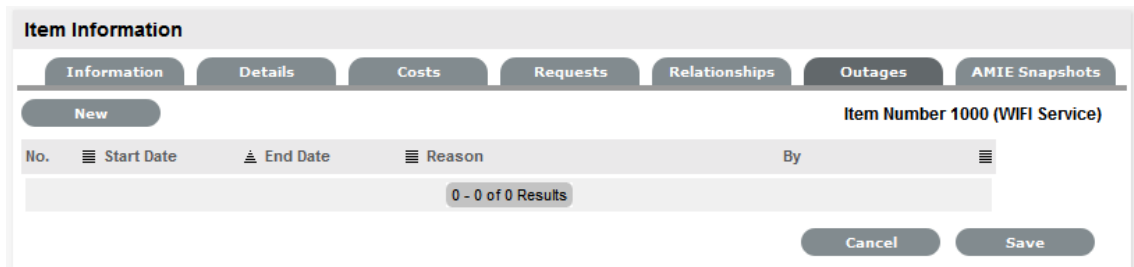 Item Information
Information Details Costs Requests Relationships Outages AMIE Snapshots
New Item Number 1000 (WIFI Service)
No. Start Date End Date Reason By
0 - 0 of 0 Results
Cancel Save